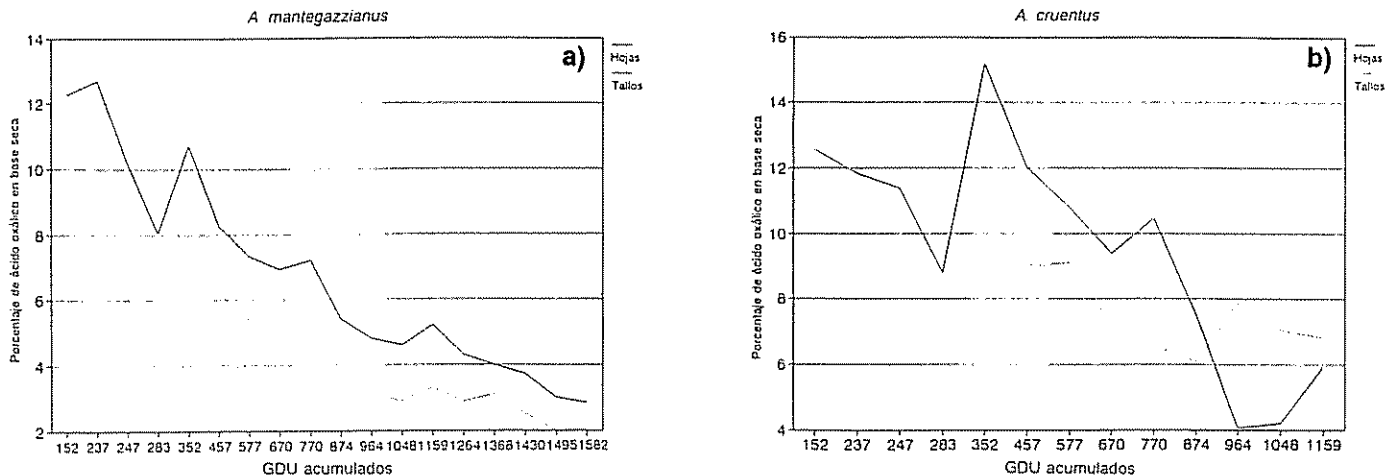 A. mantegazzianus
a)
Hojas
Tallos
Porcentaje de ácido oxálico en base seca
14
12
10
8
6
4
2
152 237 247 283 352 457 577 670 770 874 964 1048 1159 1264 1368 1430 1495 1582
GDU acumulados
A. cruentus
b)
Hojas
Tallos
Porcentaje de Ácido oxálico en base seca
16
14
12
10
8
6
4
152 237 247 283 352 457 577 670 770 874 964 1048 1159
GDU acumulados